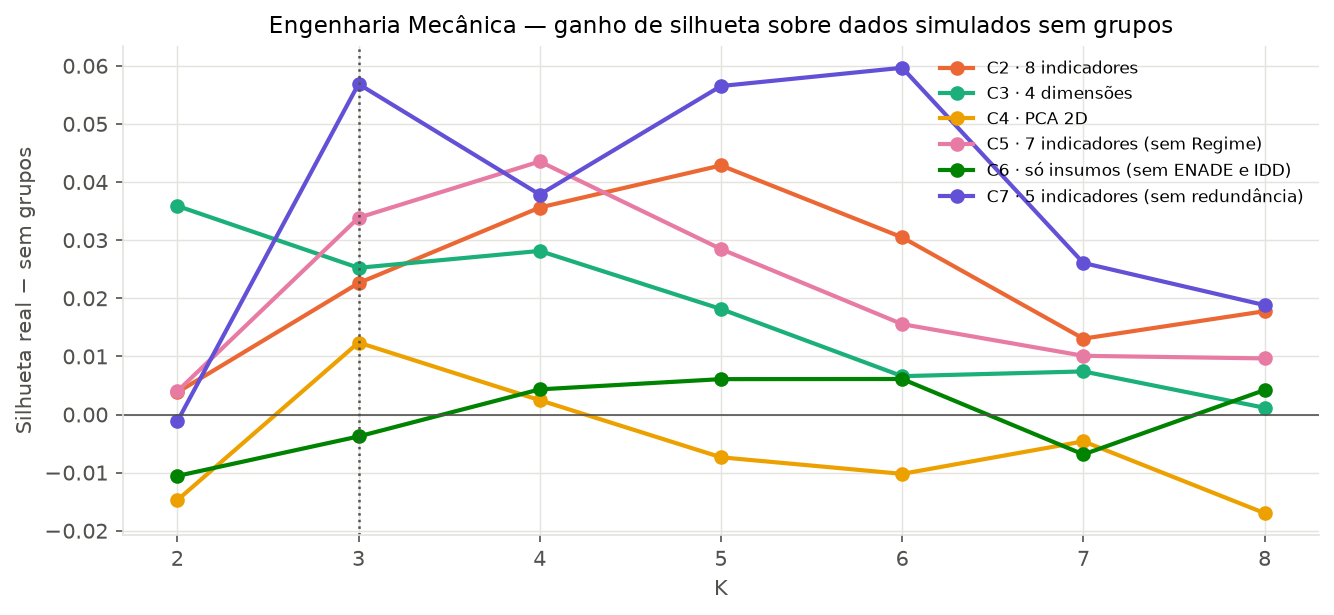 Engenharia Mecânica — ganho de silhueta sobre dados simulados sem grupos
Silhueta real − sem grupos
0.06
0.05
0.04
0.03
0.02
0.01
0.00
−0.01
−0.02
C2 · 8 indicadores
C3 · 4 dimensões
C4 · PCA 2D
C5 · 7 indicadores (sem Regime)
C6 · só insumos (sem ENADE e IDD)
C7 · 5 indicadores (sem redundância)
2 3 4 5 6 7 8
K